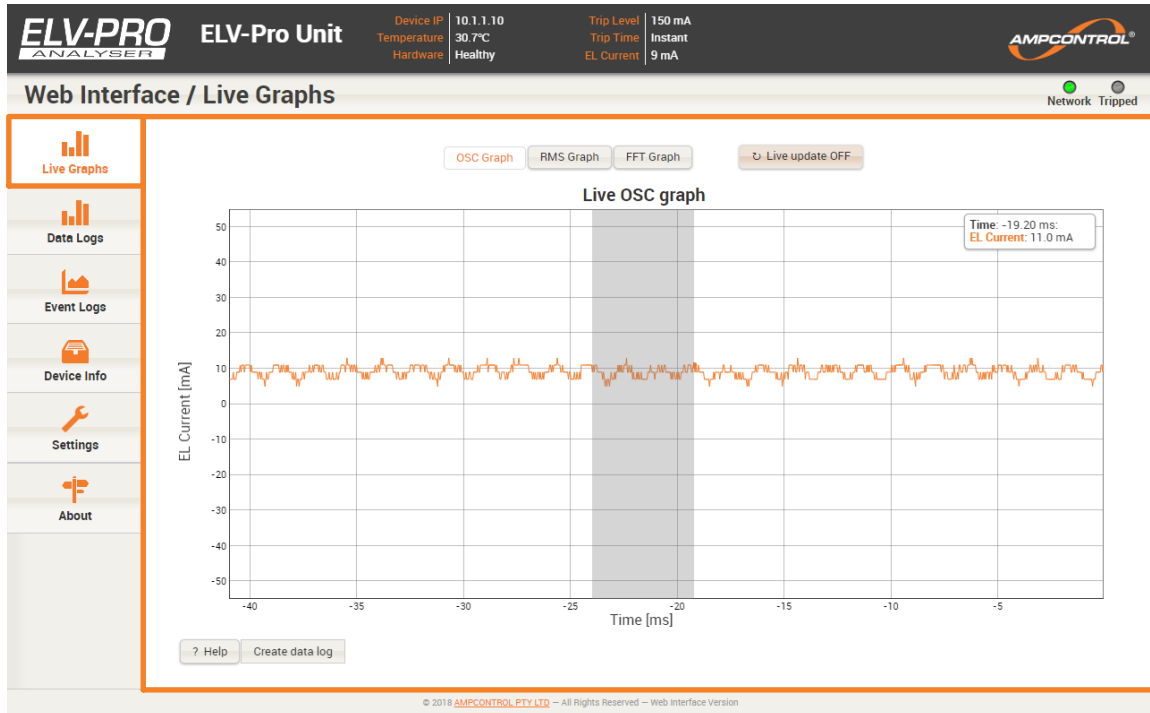 ELV-PRO
ANALYSER
ELV-Pro Unit
Device IP 10.1.1.10
Temperature 30.7ºC
Hardware Healthy
Trip Level 150 mA
Trip Time Instant
EL Current 9 mA
AMPCONTROL®
Web Interface / Live Graphs
Network Tripped
Live Graphs
Data Logs
Event Logs
Device Info
Settings
About
OSC Graph RMS Graph FFT Graph ↻ Live update OFF
Live OSC graph
Time: -19.20 ms:
EL Current: 11.0 mA
EL Current [mA]
50
40
30
20
10
0
-10
-20
-30
-40
-50
-40 -35 -30 -25 -20 -15 -10 -5
Time [ms]
? Help Create data log
© 2018 AMPCONTROL PTY LTD – All Rights Reserved – Web Interface Version